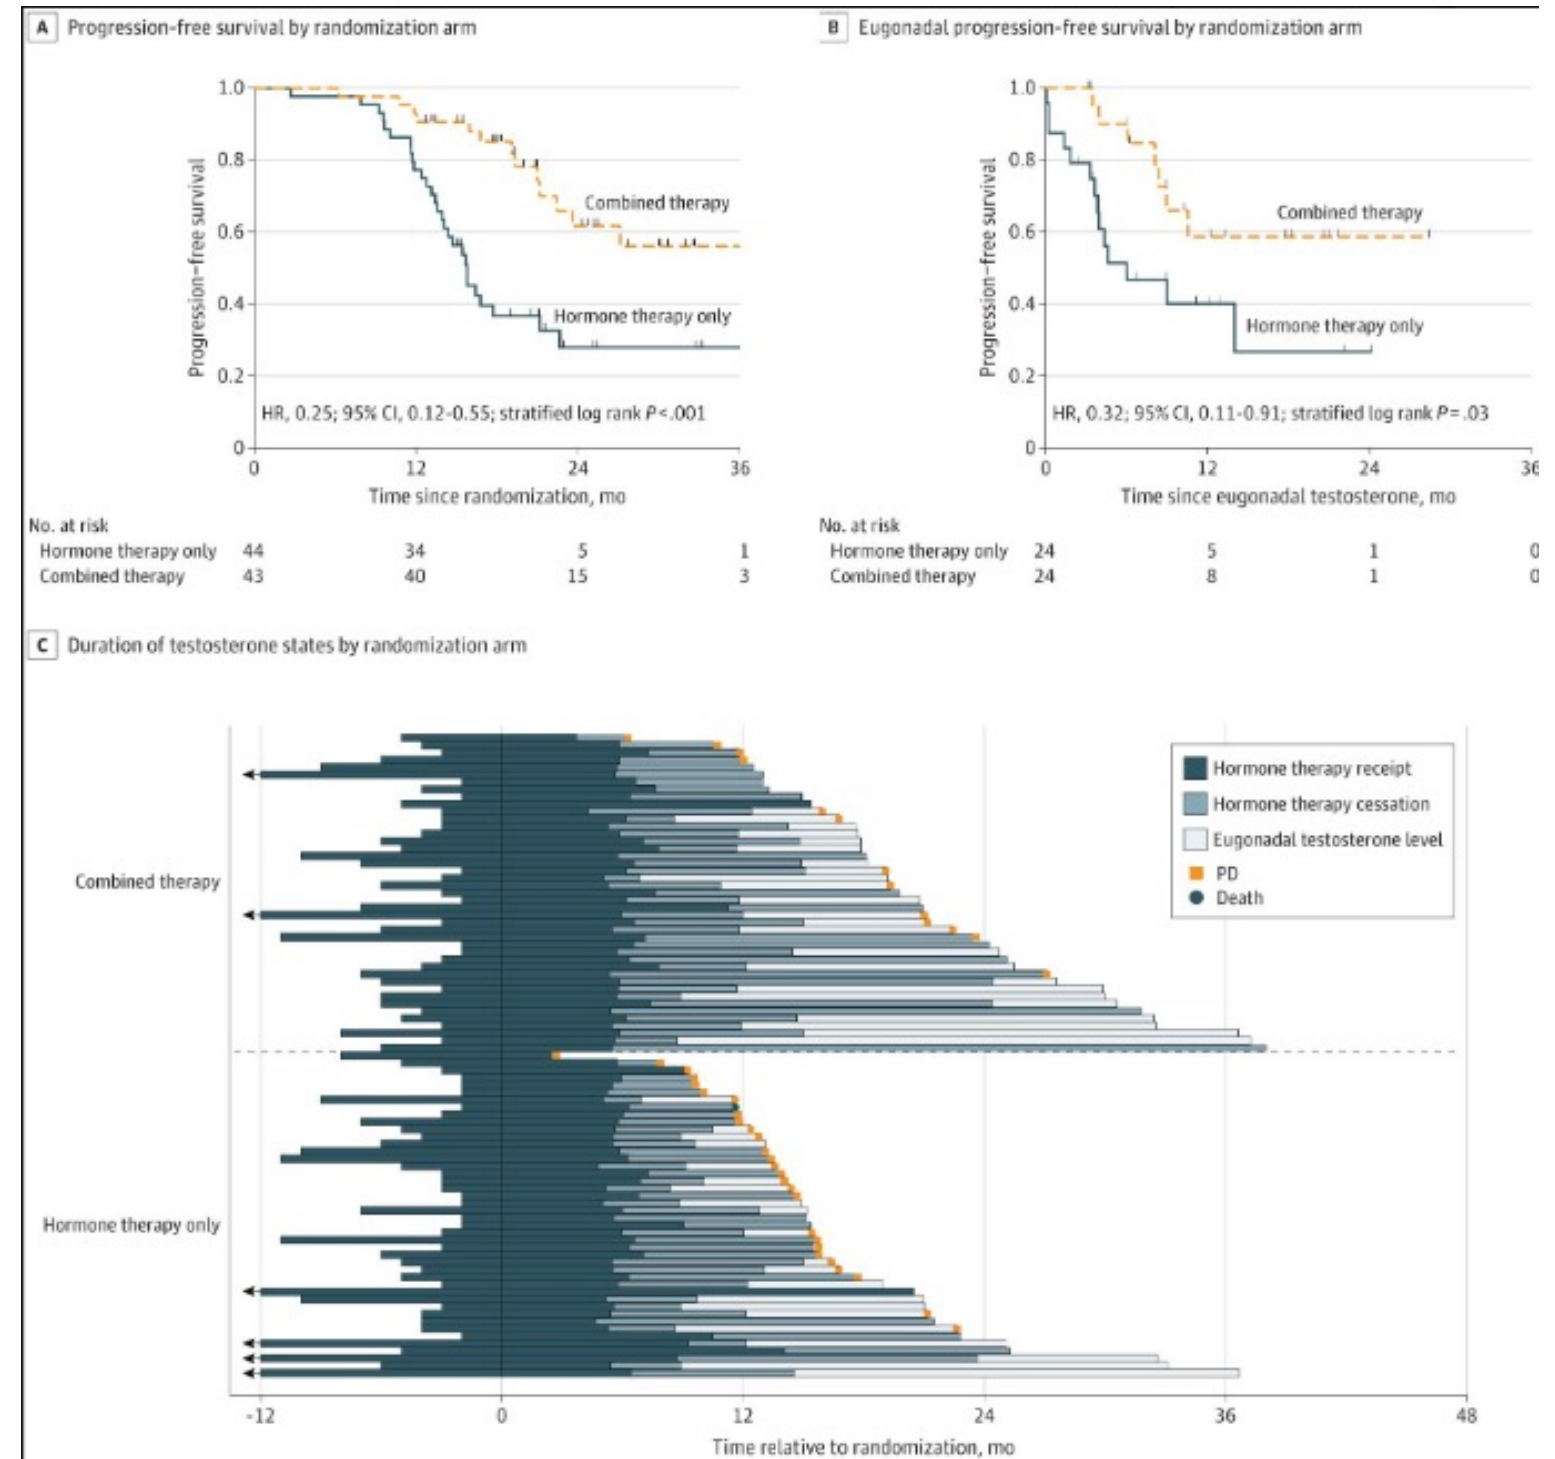 A Progression-free survival by randomization arm
1.0
0.8
0.6
0.4
0.2
0
Progression-free survival
Combined therapy
Hormone therapy only
HR, 0.25; 95% CI, 0.12-0.55; stratified log rank P<.001
0 12 24 36
Time since randomization, mo
No. at risk
Hormone therapy only 44 34 5 1
Combined therapy 43 40 15 3
B Eugonadal progression-free survival by randomization arm
1.0
0.8
0.6
0.4
0.2
0
Progression-free survival
Combined therapy
Hormone therapy only
HR, 0.32; 95% CI, 0.11-0.91; stratified log rank P=.03
0 12 24 36
Time since eugonadal testosterone, mo
No. at risk
Hormone therapy only 24 5 1 0
Combined therapy 24 8 1 0
C Duration of testosterone states by randomization arm
Hormone therapy receipt
Hormone therapy cessation
Eugonadal testosterone level
PD
Death
Combined therapy
Hormone therapy only
-12 0 12 24 36 48
Time relative to randomization, mo